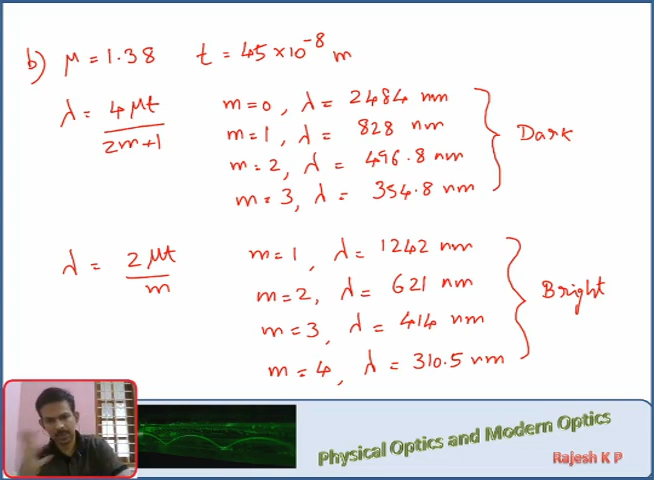 b) μ = 1.38 t = 45 × 10⁻⁸ m
λ = 4μt / 2m+1
m = 0, λ = 2484 nm
m = 1, λ = 828 nm
m = 2, λ = 496.8 nm
m = 3, λ = 354.8 nm
Dark
λ = 2μt / m
m = 1, λ = 1242 nm
m = 2, λ = 621 nm
m = 3, λ = 414 nm
m = 4, λ = 310.5 nm
Bright
Physical Optics and Modern Optics
Rajesh K P